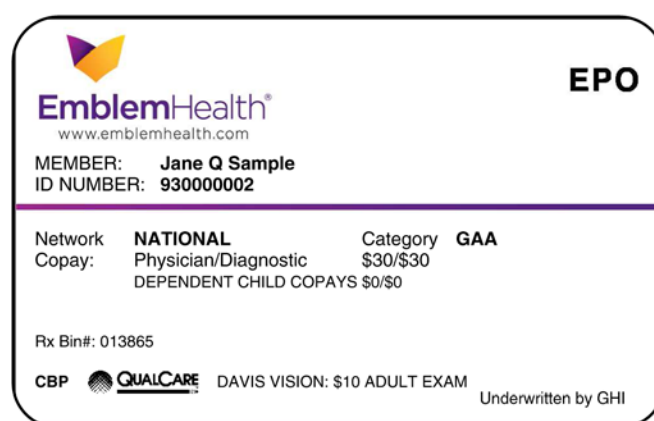 EmblemHealth®
www.emblemhealth.com
EPO
MEMBER: Jane Q Sample
ID NUMBER: 930000002
Network NATIONAL Category GAA
Copay: Physician/Diagnostic $30/$30
DEPENDENT CHILD COPAYS $0/$0
Rx Bin#: 013865
CBP QUALCARE DAVIS VISION: $10 ADULT EXAM
Underwritten by GHI